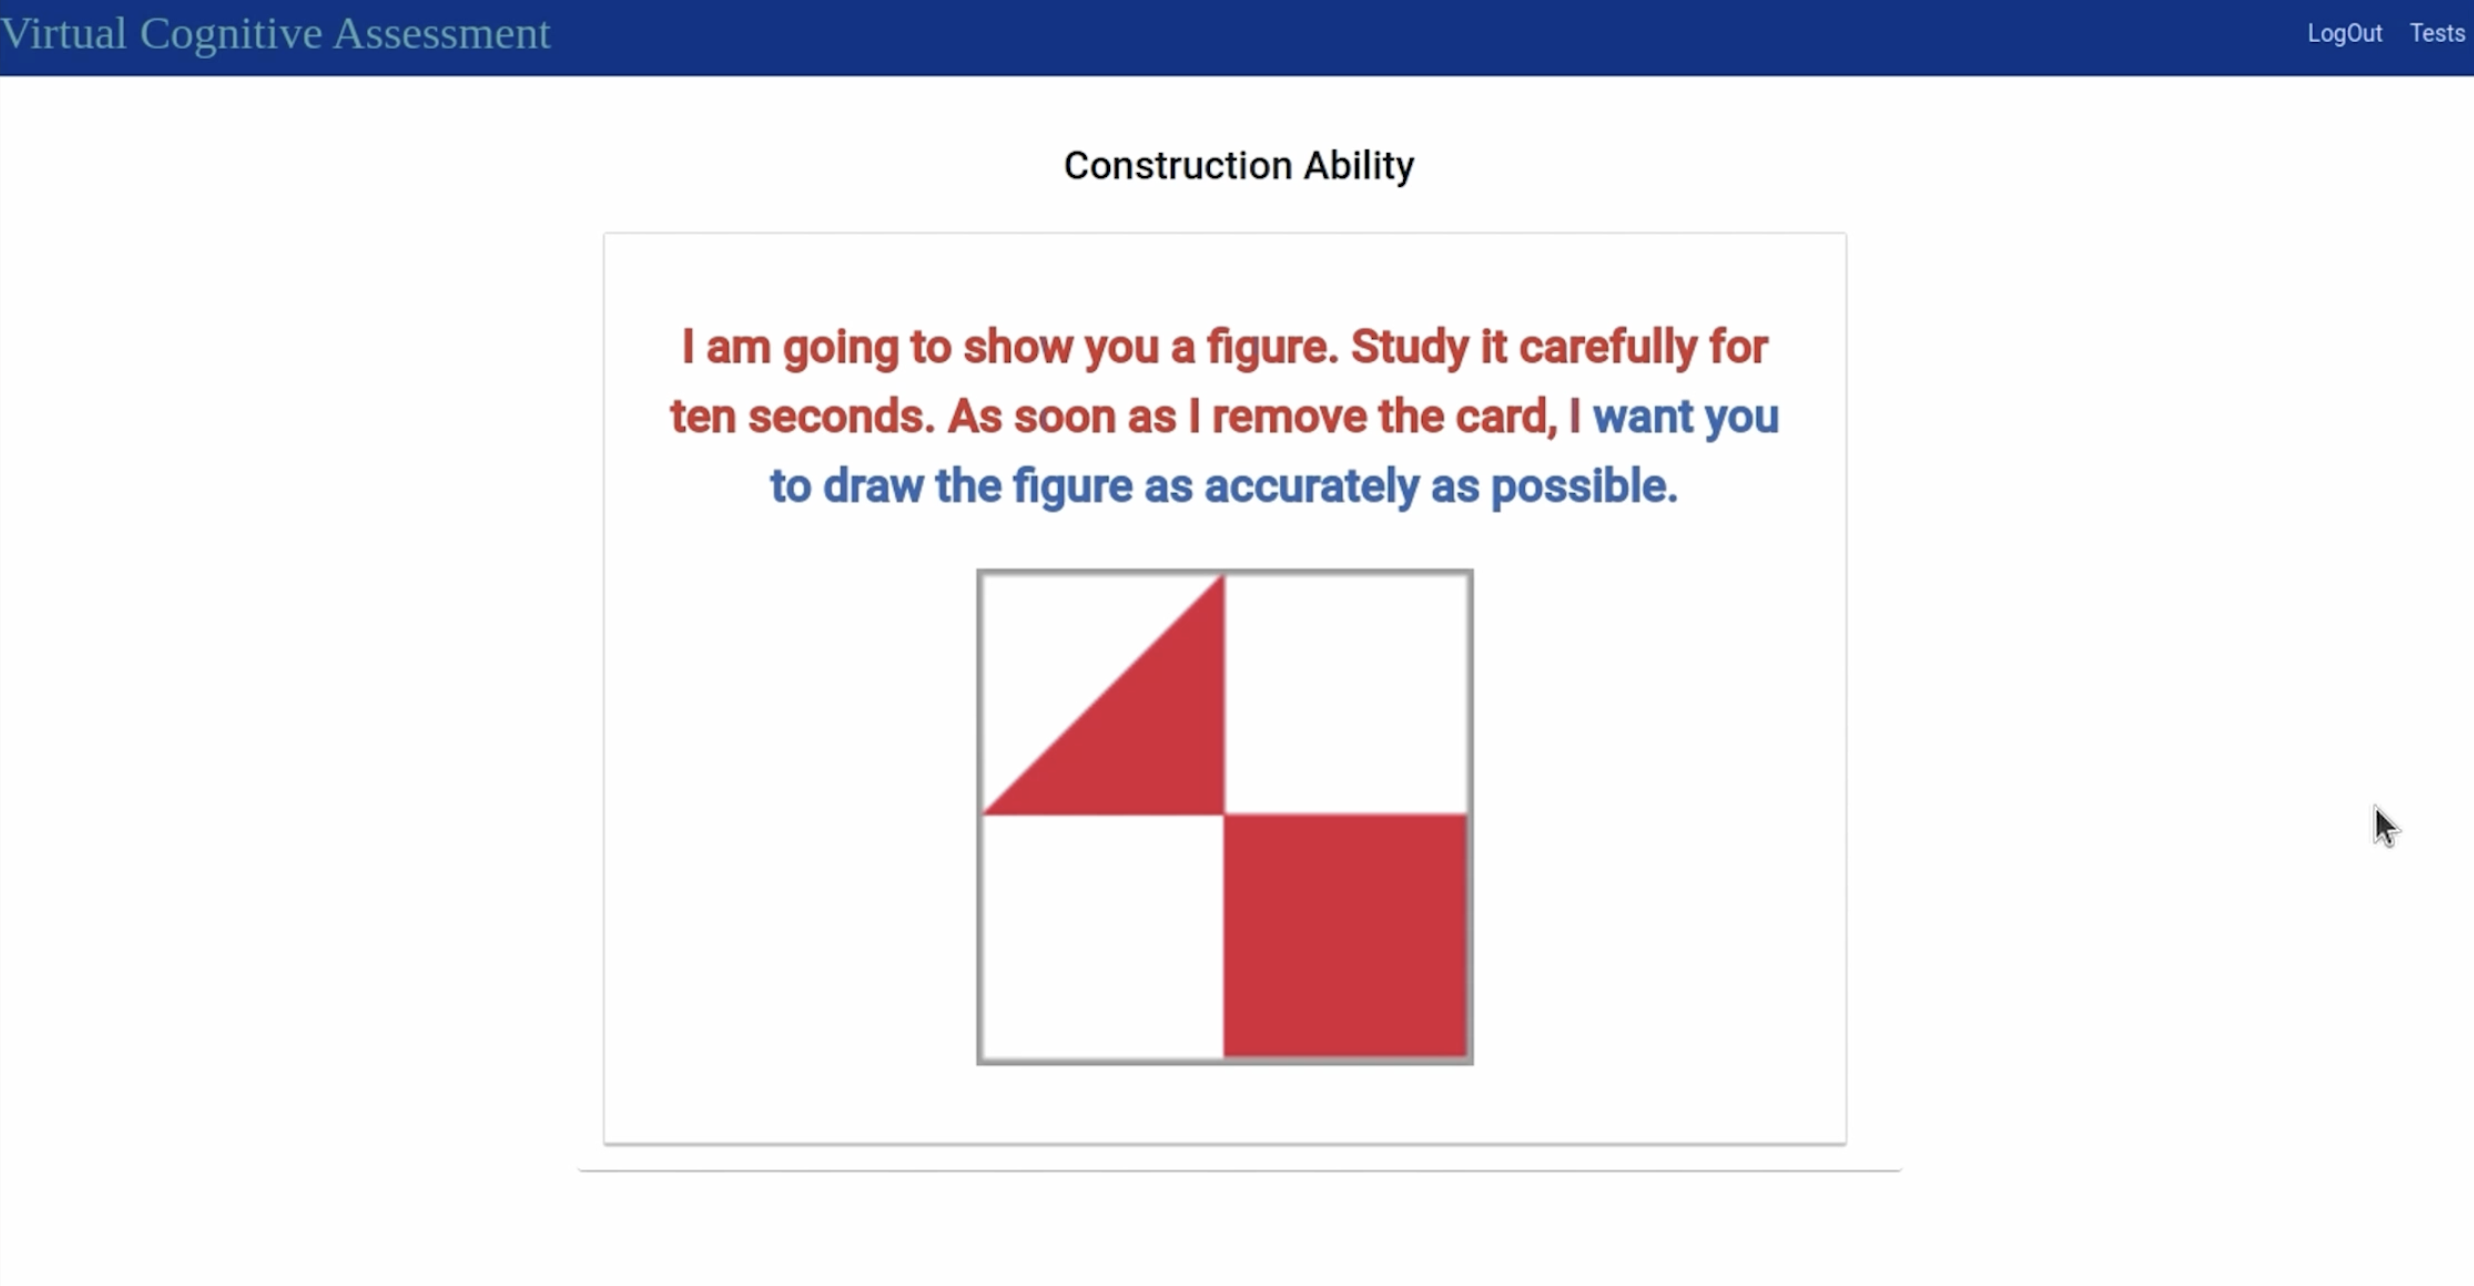 Virtual Cognitive Assessment
LogOut Tests
Construction Ability
I am going to show you a figure. Study it carefully for
ten seconds. As soon as I remove the card, I want you
to draw the figure as accurately as possible.